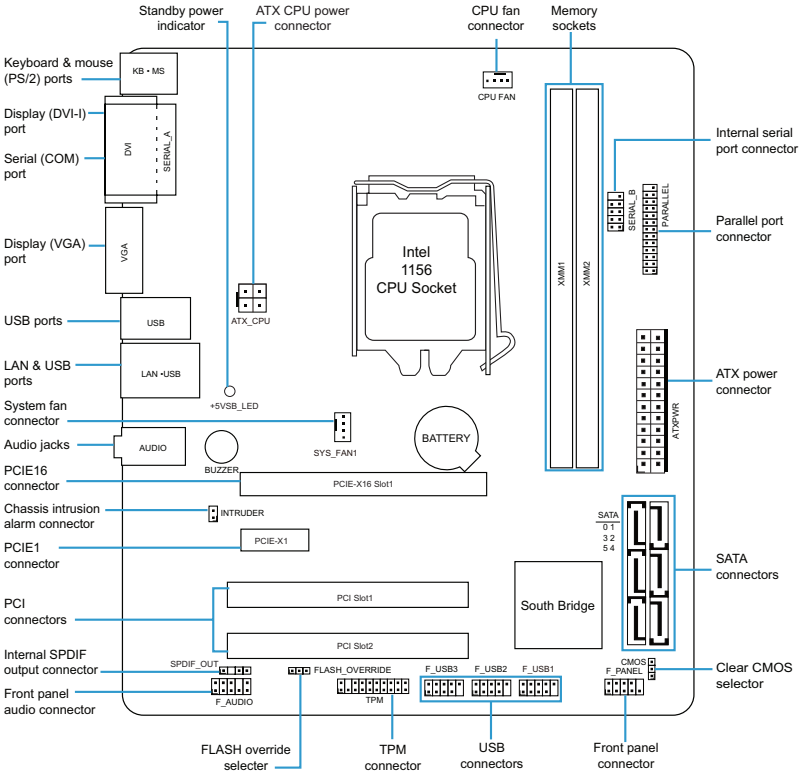 Standby power
indicator
ATX CPU power
connector
CPU fan
connector
Memory
sockets
Keyboard & mouse
(PS/2) ports
Display (DVI-I)
port
Serial (COM)
port
Display (VGA)
port
USB ports
LAN & USB
ports
System fan
connector
Audio jacks
PCIE16
connector
Chassis intrusion
alarm connector
PCIE1
connector
PCI
connectors
Internal SPDIF
output connector
Front panel
audio connector
KB • MS
DVI
SERIAL_A
VGA
USB
LAN •USB
AUDIO
ATX_CPU
+5VSB_LED
BUZZER
SYS_FAN1
BATTERY
CPU FAN
Intel
1156
CPU Socket
XMM1
XMM2
SERIAL_B
PARALLEL
ATXPWR
PCIE-X16 Slot1
INTRUDER
PCIE-X1
PCI Slot1
PCI Slot2
South Bridge
SATA
0 1
3 2
5 4
SPDIF_OUT
F_AUDIO
FLASH_OVERRIDE
TPM
F_USB3
F_USB2
F_USB1
CMOS
F_PANEL
Internal serial
port connector
Parallel port
connector
ATX power
connector
SATA
connectors
Clear CMOS
selector
FLASH override
selecter
TPM
connector
USB
connectors
Front panel
connector